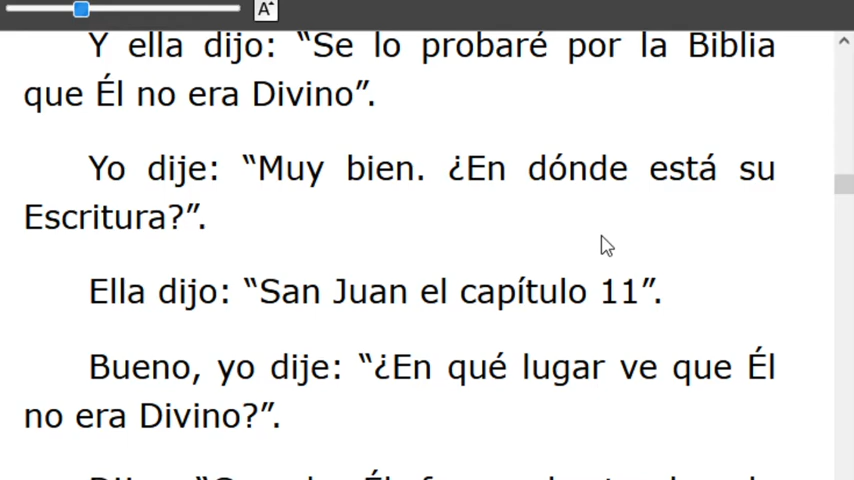 A
Y ella dijo: “Se lo probaré por la Biblia
que Él no era Divino”.
Yo dije: “Muy bien. ¿En dónde está su
Escritura?”.
Ella dijo: “San Juan el capítulo 11”.
Bueno, yo dije: “¿En qué lugar ve que Él
no era Divino?”.